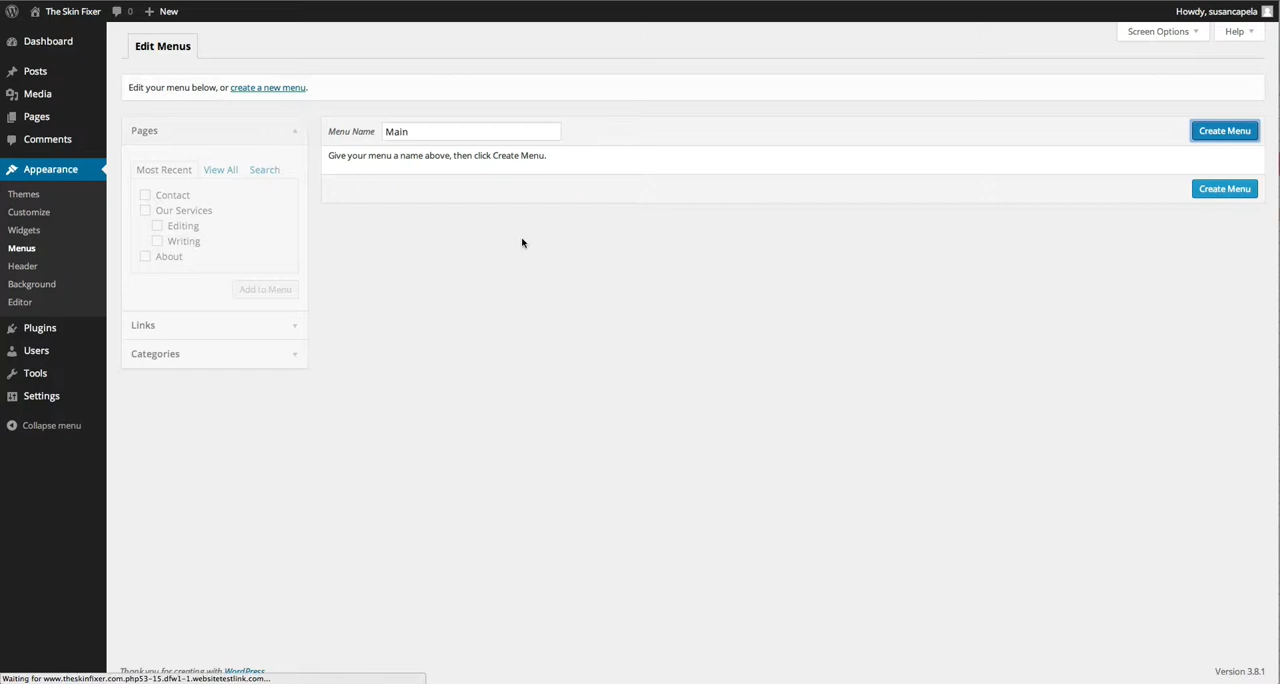 The Skin Fixer 0 New Howdy, susancapela
Screen Options Help
Edit Menus
Dashboard
Posts
Media
Pages
Comments
Appearance
Themes
Customize
Widgets
Menus
Header
Background
Editor
Plugins
Users
Tools
Settings
Collapse menu
Edit your menu below, or create a new menu.
Pages
Most Recent View All Search
Contact
Our Services
Editing
Writing
About
Add to Menu
Links
Categories
Menu Name Main Create Menu
Give your menu a name above, then click Create Menu.
Create Menu
Thank you for creating with WordPress. Version 3.8.1
Waiting for www.theskinfixer.com.php53-15.dfw1-1.websitetestlink.com...